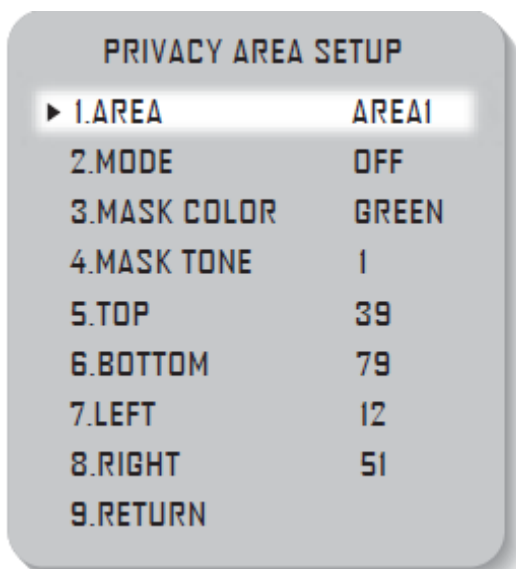 PRIVACY AREA SETUP
▶ 1.AREA AREA1
2.MODE OFF
3.MASK COLOR GREEN
4.MASK TONE 1
5.TOP 39
6.BOTTOM 79
7.LEFT 12
8.RIGHT 51
9.RETURN